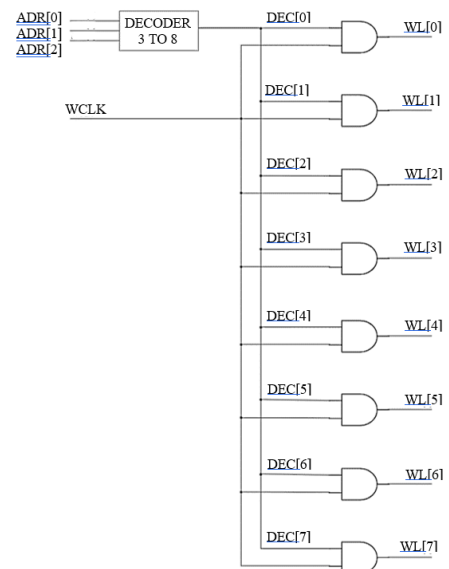 ADR[0]
ADR[1]
ADR[2]
DECODER
3 TO 8
WCLK
DEC[0]
WL[0]
DEC[1]
WL[1]
DEC[2]
WL[2]
DEC[3]
WL[3]
DEC[4]
WL[4]
DEC[5]
WL[5]
DEC[6]
WL[6]
DEC[7]
WL[7]